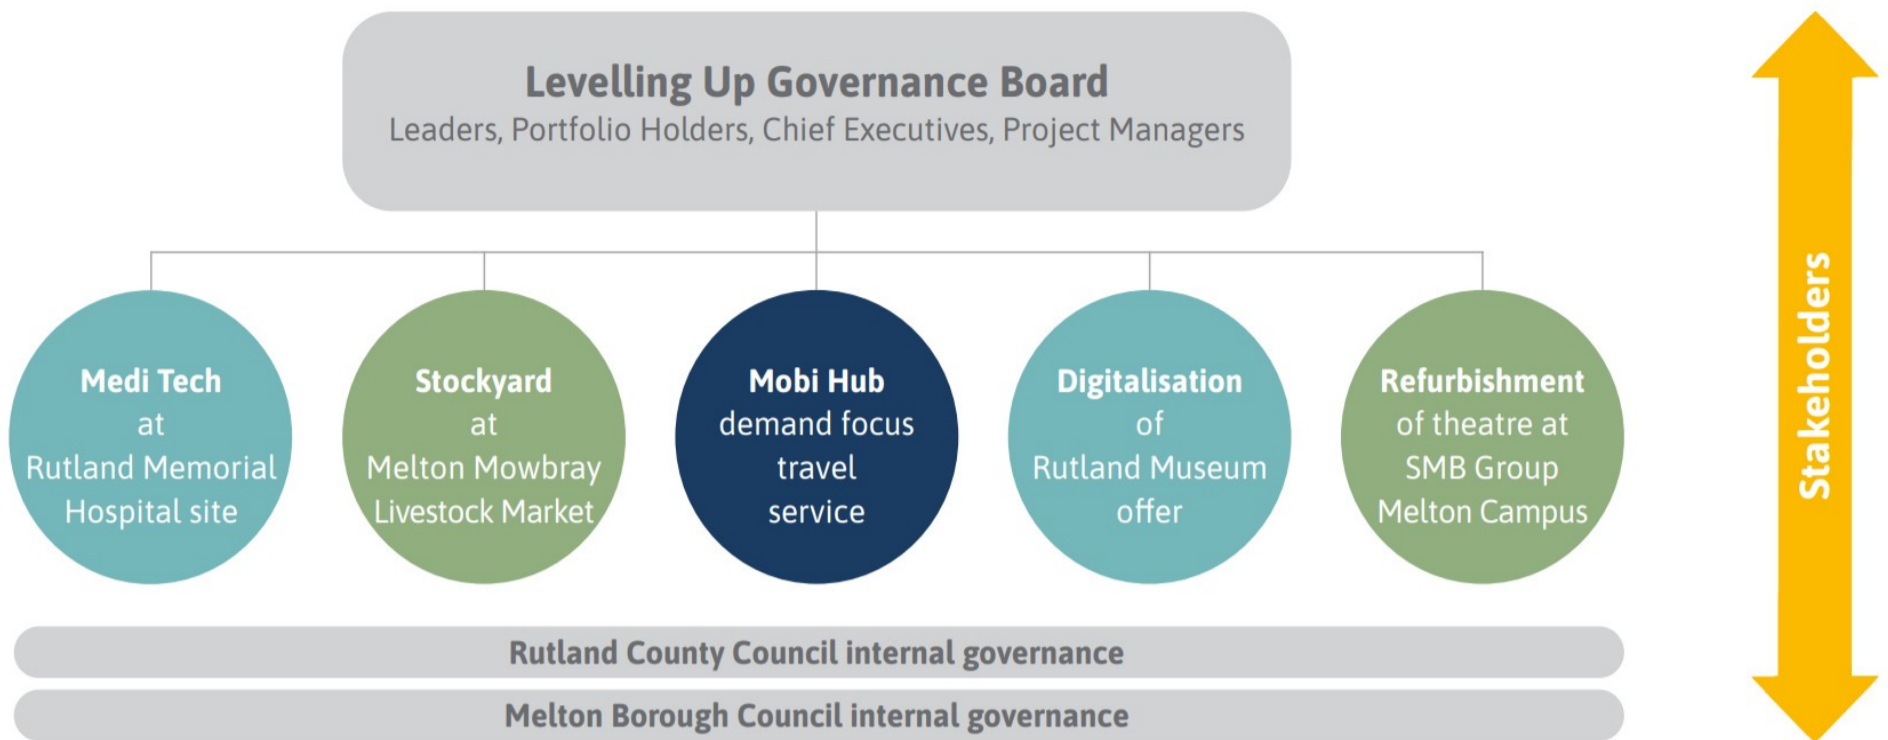 Levelling Up Governance Board
Leaders, Portfolio Holders, Chief Executives, Project Managers
Medi Tech
at
Rutland Memorial
Hospital site
Stockyard
at
Melton Mowbray
Livestock Market
Mobi Hub
demand focus
travel
service
Digitalisation
of
Rutland Museum
offer
Refurbishment
of theatre at
SMB Group
Melton Campus
Rutland County Council internal governance
Melton Borough Council internal governance
Stakeholders